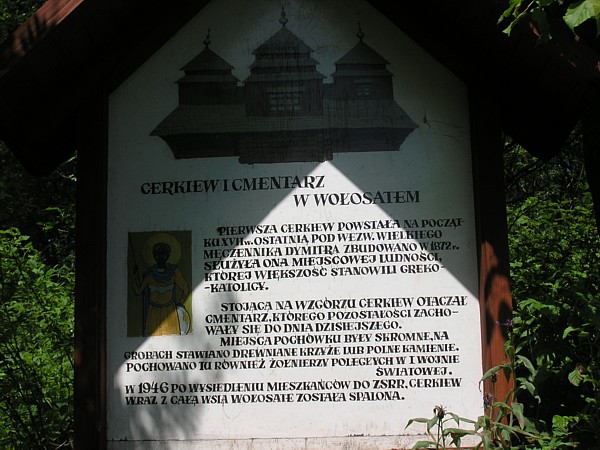 CERKIEW I CMENTARZ
W WOŁOSATEM
PIERWSZA CERKIEW POWSTAŁA NA POCZĄT-
KU XVII w. OSTATNIĄ POD WEZW. WIELKIEGO
MĘCZENNIKA DYMITRA ZBUDOWANO W 1872 r.
SŁUŻYŁA ONA MIEJSCOWEJ LUDNOŚCI,
KTÓREJ WIĘKSZOŚĆ STANOWILI GREKO-
-KATOLICY.
STOJĄCĄ NA WZGÓRZU CERKIEW OTACZAŁ
CMENTARZ, KTÓREGO POZOSTAŁOŚCI ZACHO-
WAŁY SIĘ DO DNIA DZISIEJSZEGO.
MIEJSCA POCHÓWKU BYŁY SKROMNE, NA
GROBACH STAWIANO DREWNIANE KRZYŻE LUB POLNE KAMIENIE.
POCHOWANO TU RÓWNIEŻ ŻOŁNIERZY POLEGŁYCH W I WOJNIE
ŚWIATOWEJ.
W 1946 PO WYSIEDLENIU MIESZKAŃCÓW DO ZSRR, CERKIEW
WRAZ Z CAŁĄ WSIĄ WOŁOSATE ZOSTAŁA SPALONA.